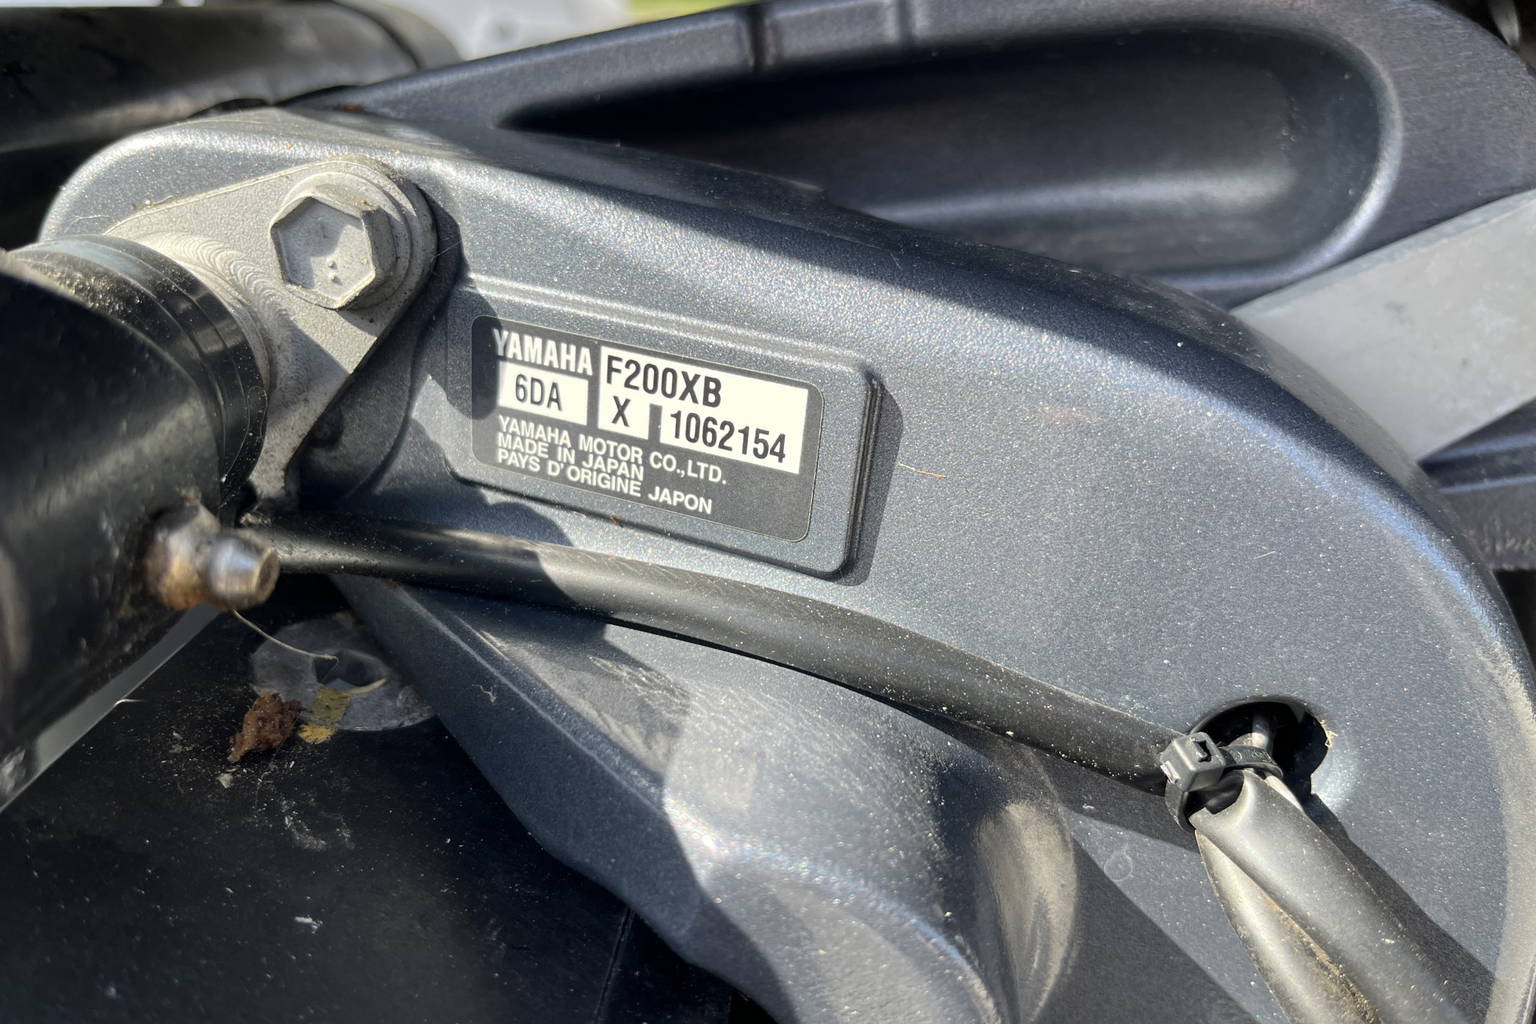 YAMAHA F200XB
6DA X 1062154
YAMAHA MOTOR CO.,LTD.
MADE IN JAPAN
PAYS D'ORIGINE JAPON